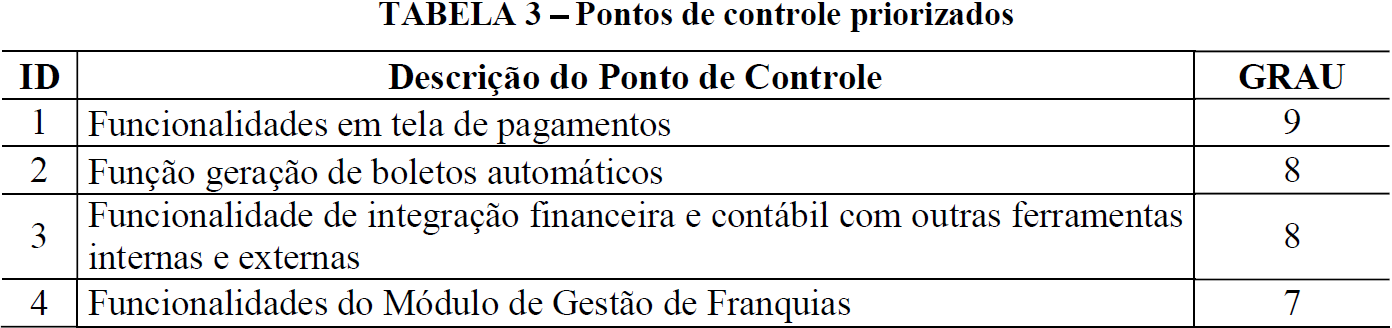 TABELA 3 – Pontos de controle priorizados
ID Descrição do Ponto de Controle GRAU
1 Funcionalidades em tela de pagamentos 9
2 Função geração de boletos automáticos 8
3 Funcionalidade de integração financeira e contábil com outras ferramentas
internas e externas 8
4 Funcionalidades do Módulo de Gestão de Franquias 7